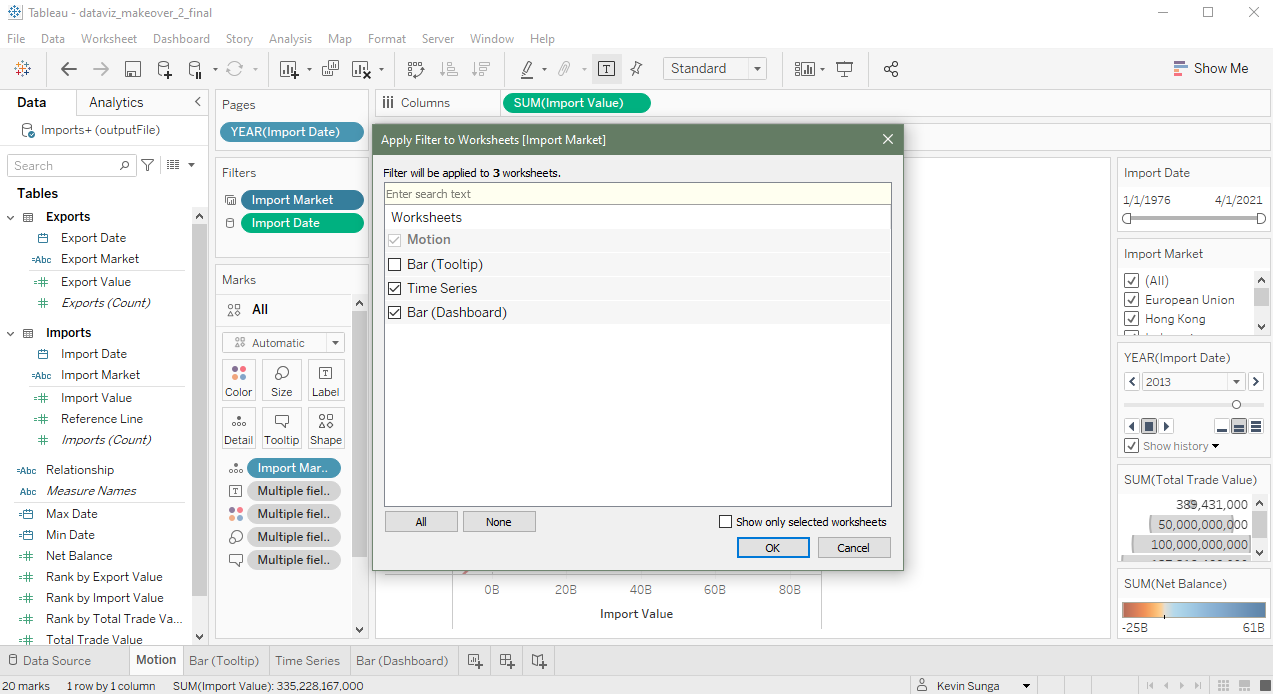 Tableau - dataviz_makeover_2_final
File Data Worksheet Dashboard Story Analysis Map Format Server Window Help
Standard
Show Me
Data Analytics
Imports+ (outputFile)
Search
Tables
Exports
Export Date
Export Market
Export Value
Exports (Count)
Imports
Import Date
Import Market
Import Value
Reference Line
Imports (Count)
Relationship
Measure Names
Max Date
Min Date
Net Balance
Rank by Export Value
Rank by Import Value
Rank by Total Trade Va...
Total Trade Value
Pages
YEAR(Import Date)
Filters
Import Market
Import Date
Marks
All
Automatic
Color Size Label
Detail Tooltip Shape
Import Mar..
Multiple fiel..
Multiple fiel..
Multiple fiel..
Multiple fiel..
Columns SUM(Import Value)
Apply Filter to Worksheets [Import Market]
Filter will be applied to 3 worksheets.
Enter search text
Worksheets
Motion
Bar (Tooltip)
Time Series
Bar (Dashboard)
All None
Show only selected worksheets
OK Cancel
0B 20B 40B 60B 80B
Import Value
Import Date
1/1/1976 4/1/2021
Import Market
(All)
European Union
Hong Kong
YEAR(Import Date)
2013
Show history
SUM(Total Trade Value)
389,431,000
50,000,000,000
100,000,000,000
SUM(Net Balance)
-25B 61B
Data Source Motion Bar (Tooltip) Time Series Bar (Dashboard)
20 marks 1 row by 1 column SUM(Import Value): 335,228,167,000
Kevin Sunga